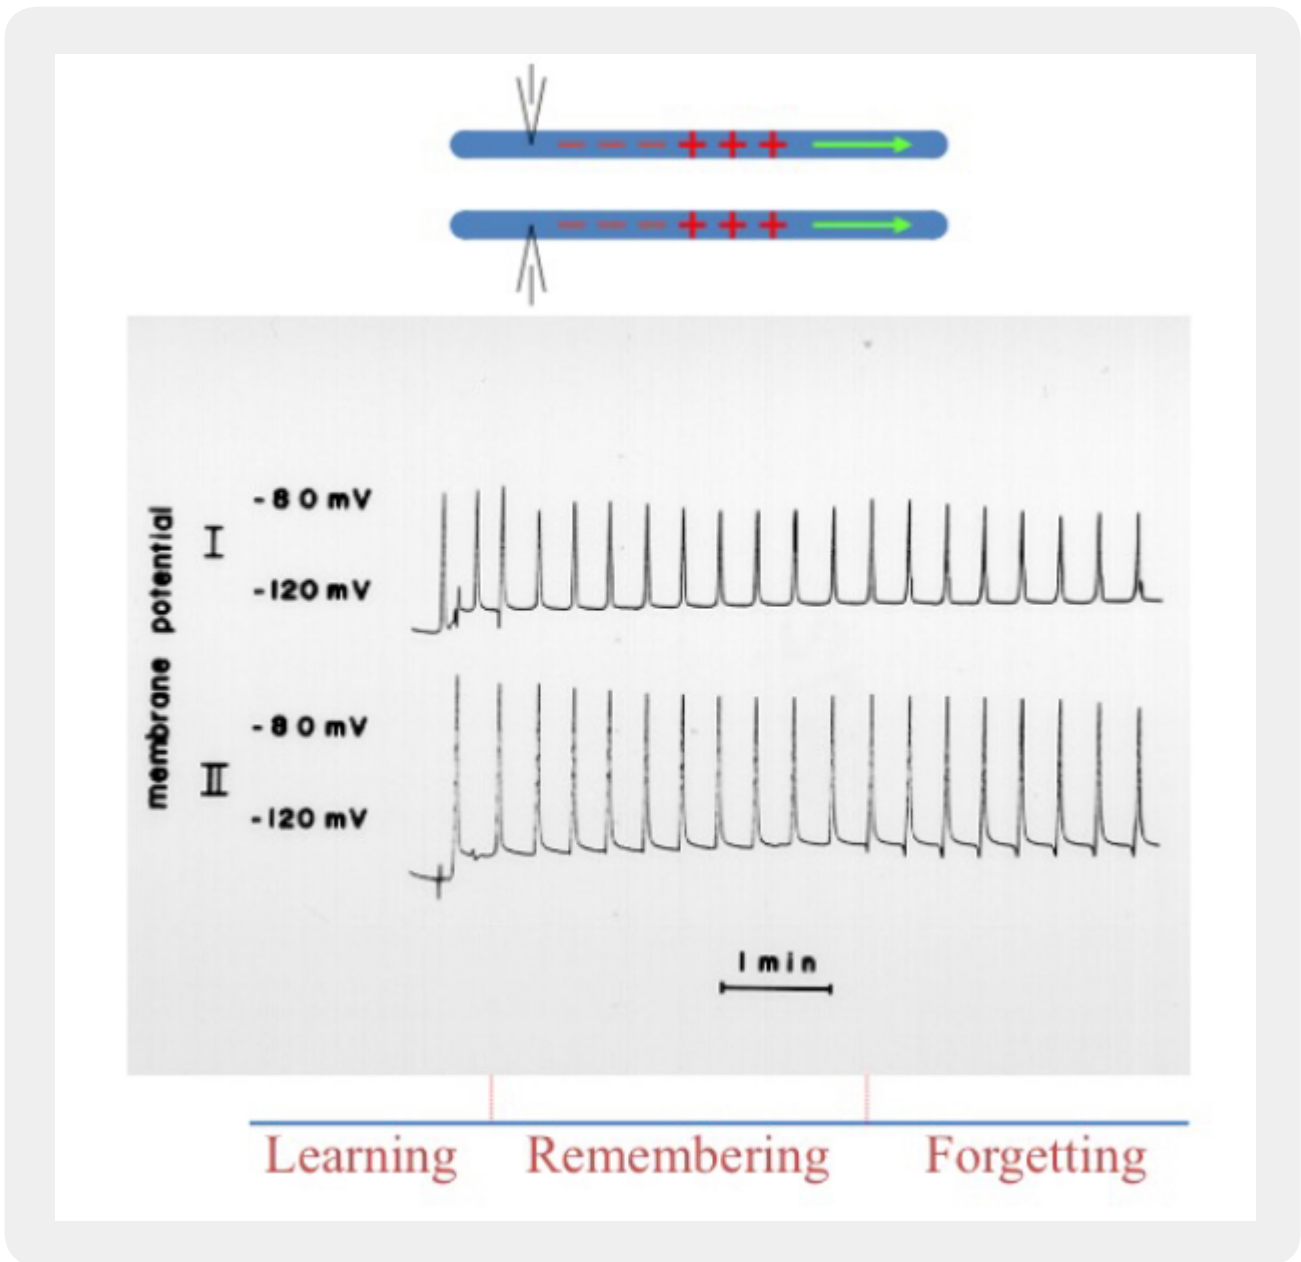 I
-80 mV
-120 mV
membrane potential
II
-80 mV
-120 mV
1 min
Learning Remembering Forgetting